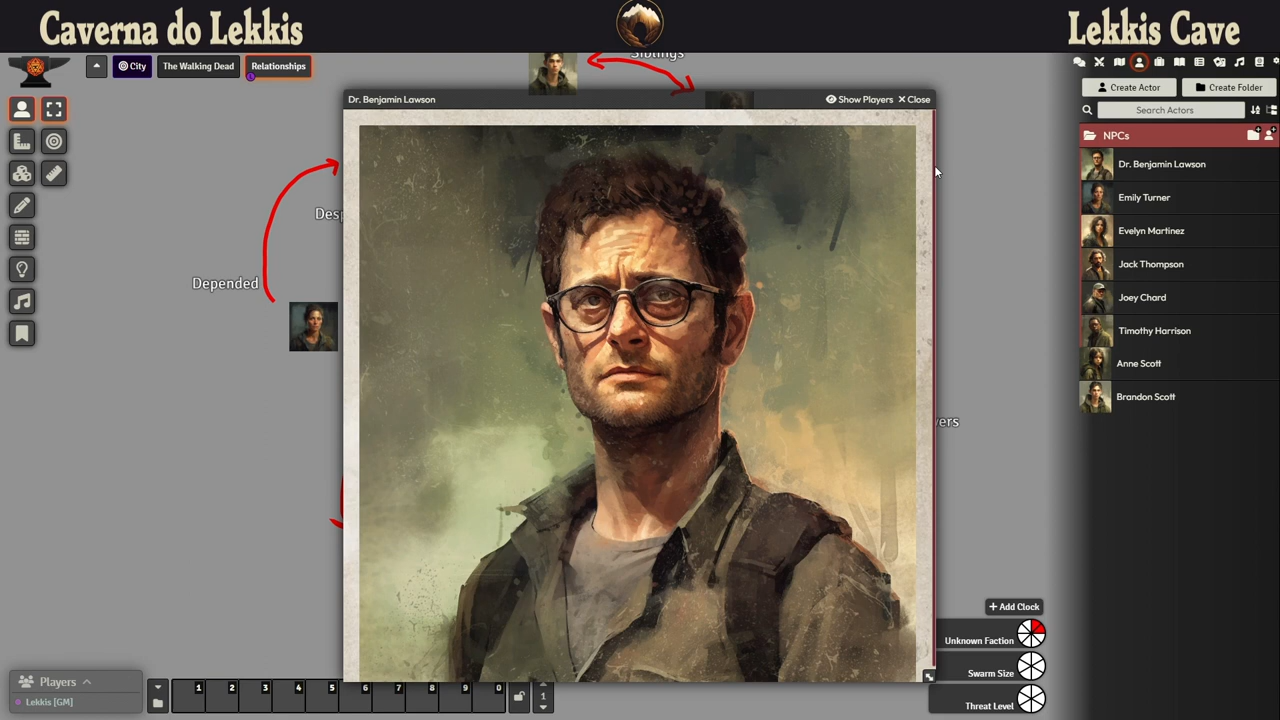 Caverna do Lekkis
Lekkis Cave
Siblings
City
The Walking Dead
Relationships
1
Dr. Benjamin Lawson
Show Players
Close
Create Actor
Create Folder
Search Actors
NPCs
Dr. Benjamin Lawson
Emily Turner
Evelyn Martinez
Jack Thompson
Joey Chard
Timothy Harrison
Anne Scott
Brandon Scott
Desp
Depended
vers
Add Clock
Unknown Faction
Swarm Size
Threat Level
Players
Lekkis [GM]
1 2 3 4 5 6 7 8 9 0
1